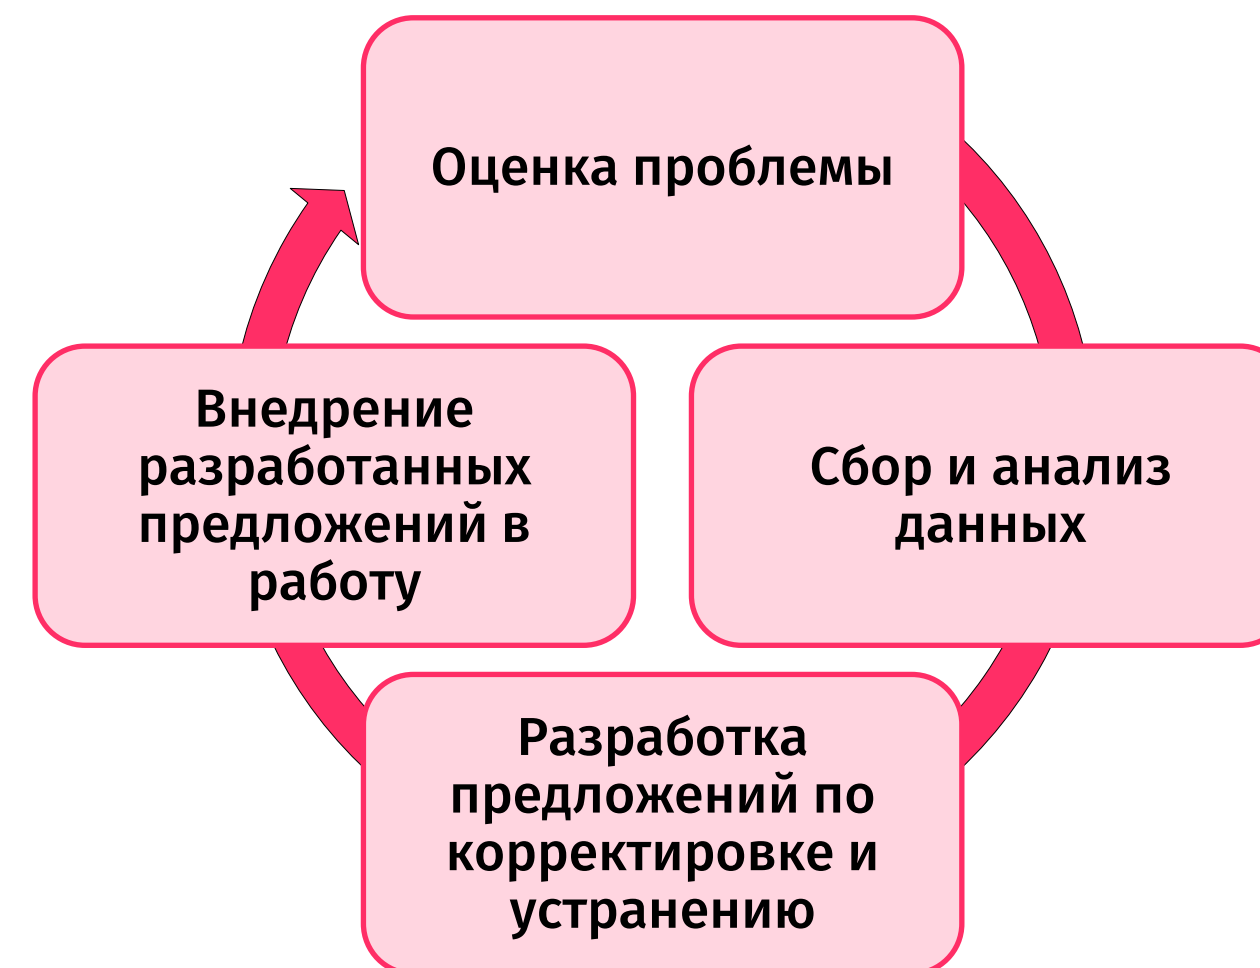 Оценка проблемы
Сбор и анализ
данных
Разработка
предложений по
корректировке и
устранению
Внедрение
разработанных
предложений в
работу